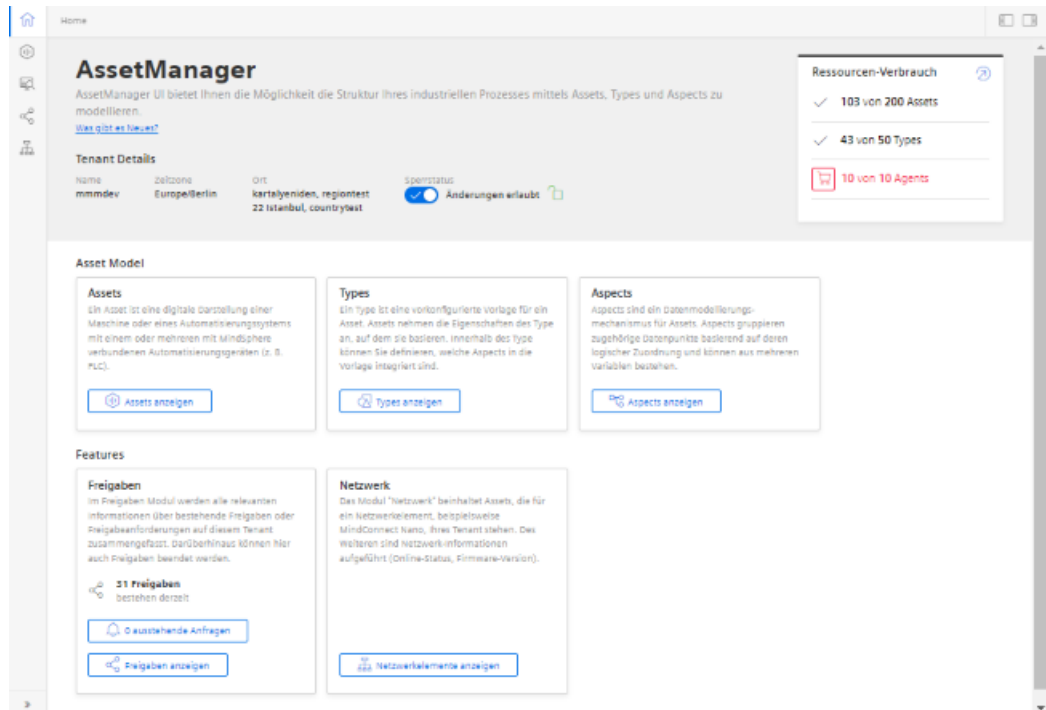 Home
AssetManager
AssetManager UI bietet Ihnen die Möglichkeit die Struktur Ihres industriellen Prozesses mittels Assets, Types und Aspects zu
modellieren.
Was gibt es Neues?
Tenant Details
Name
Zeitzone
Ort
Sperrstatus
mmmdev
Europe/Berlin
kartalyeniden, regiontest
22 Istanbul, countrytest
Änderungen erlaubt
Ressourcen-Verbrauch
103 von 200 Assets
43 von 50 Types
10 von 10 Agents
Asset Model
Assets
Ein Asset ist eine digitale Darstellung einer
Maschine oder eines Automatisierungssystems
mit einem oder mehreren mit MindSphere
verbundenen Automatisierungsgeräten (z. B.
PLC).
Assets anzeigen
Types
Ein Type ist eine vorkonfigurierte Vorlage für ein
Asset. Assets nehmen die Eigenschaften des Type
an, auf dem sie basieren. Innerhalb des Type
können Sie definieren, welche Aspects in die
Vorlage integriert sind.
Types anzeigen
Aspects
Aspects sind ein Datenmodellierungs-
mechanismus für Assets. Aspects gruppieren
zugehörige Datenpunkte basierend auf deren
logischer Zuordnung und können aus mehreren
Variablen bestehen.
Aspects anzeigen
Features
Freigaben
Im Freigaben Modul werden alle relevanten
Informationen über bestehende Freigaben oder
Freigabeanforderungen auf diesem Tenant
zusammengefasst. Darüberhinaus können hier
auch Freigaben beendet werden.
31 Freigaben
bestehen derzeit
0 ausstehende Anfragen
Freigaben anzeigen
Netzwerk
Das Modul "Netzwerk" beinhaltet Assets, die für
ein Netzwerkelement, beispielsweise
MindConnect Nano, Ihres Tenant stehen. Des
Weiteren sind Netzwerk-Informationen
aufgeführt (Online-Status, Firmware-Version).
Netzwerkelemente anzeigen